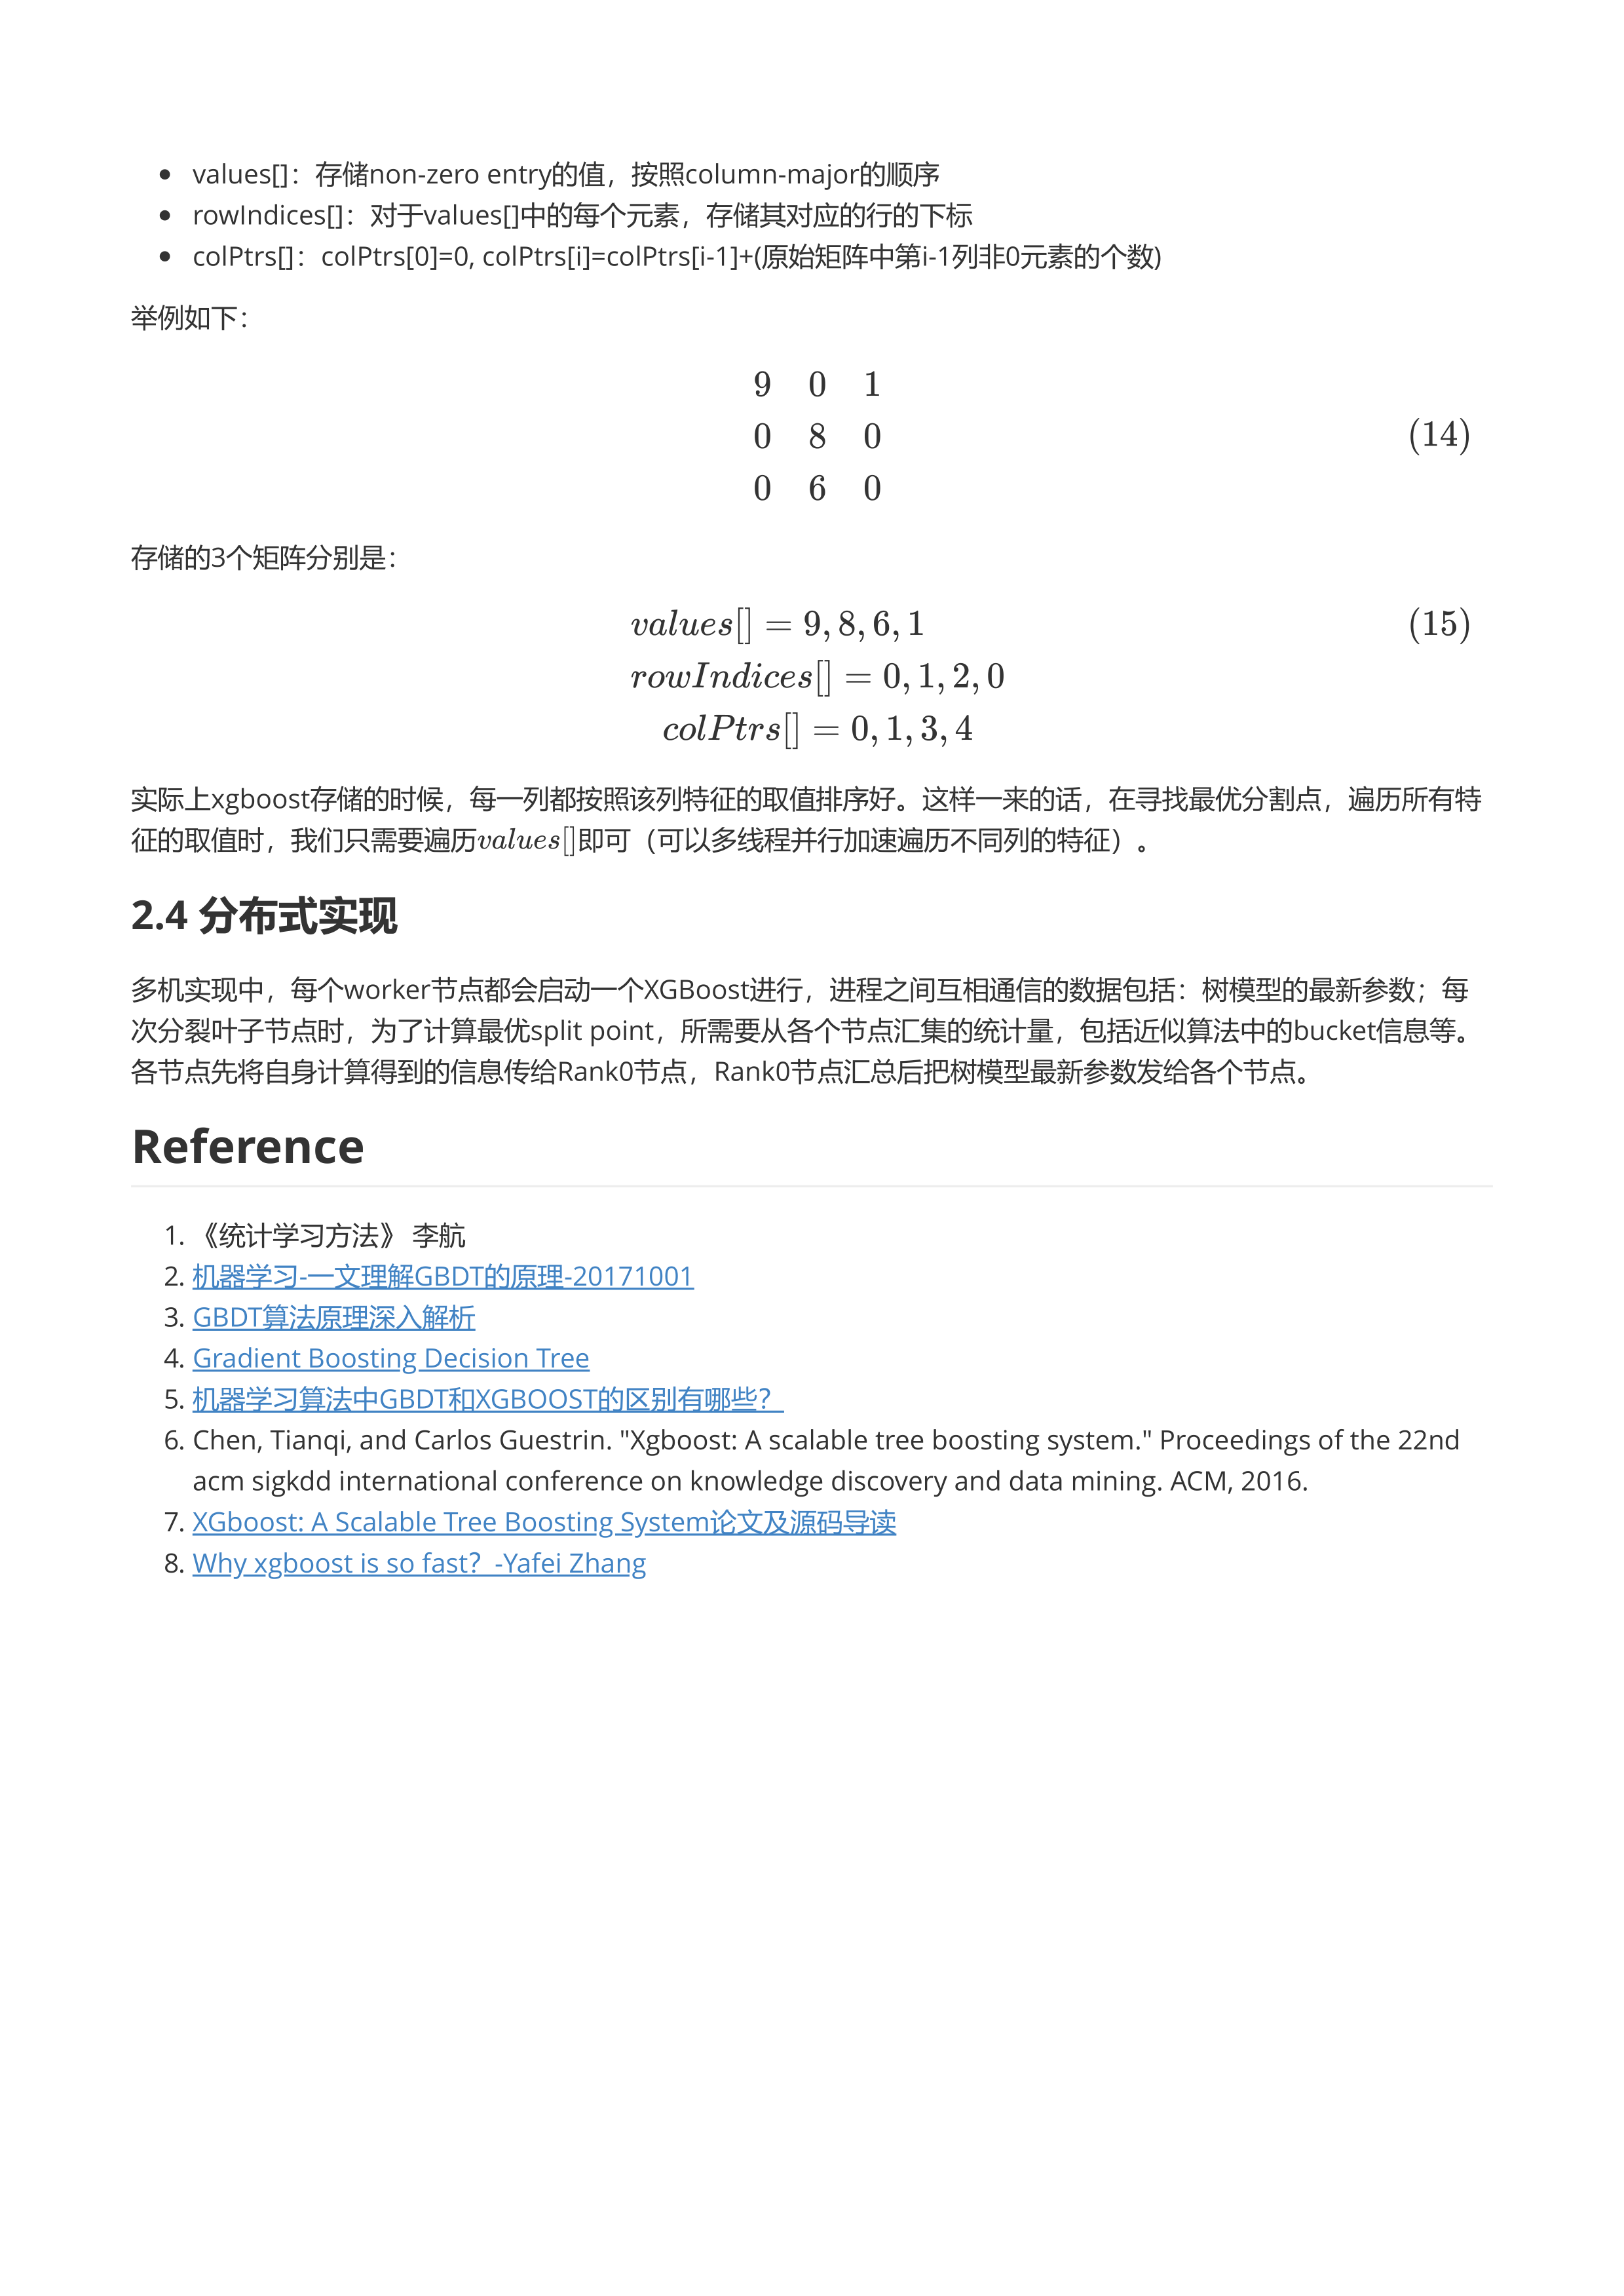 values[]：存储non-zero entry的值，按照column-major的顺序
rowIndices[]：对于values[]中的每个元素，存储其对应的行的下标
colPtrs[]：colPtrs[0]=0, colPtrs[i]=colPtrs[i-1]+(原始矩阵中第i-1列非0元素的个数)
举例如下：
9 0 1
0 8 0 (14)
0 6 0
存储的3个矩阵分别是：
values[] = 9, 8, 6, 1 (15)
rowIndices[] = 0, 1, 2, 0
colPtrs[] = 0, 1, 3, 4
实际上xgboost存储的时候，每一列都按照该列特征的取值排序好。这样一来的话，在寻找最优分割点，遍历所有特
征的取值时，我们只需要遍历values[]即可（可以多线程并行加速遍历不同列的特征）。
2.4 分布式实现
多机实现中，每个worker节点都会启动一个XGBoost进行，进程之间互相通信的数据包括：树模型的最新参数；每
次分裂叶子节点时，为了计算最优split point，所需要从各个节点汇集的统计量，包括近似算法中的bucket信息等。
各节点先将自身计算得到的信息传给Rank0节点，Rank0节点汇总后把树模型最新参数发给各个节点。
Reference
1. 《统计学习方法》 李航
2. 机器学习-一文理解GBDT的原理-20171001
3. GBDT算法原理深入解析
4. Gradient Boosting Decision Tree
5. 机器学习算法中GBDT和XGBOOST的区别有哪些？
6. Chen, Tianqi, and Carlos Guestrin. "Xgboost: A scalable tree boosting system." Proceedings of the 22nd
acm sigkdd international conference on knowledge discovery and data mining. ACM, 2016.
7. XGboost: A Scalable Tree Boosting System论文及源码导读
8. Why xgboost is so fast？-Yafei Zhang